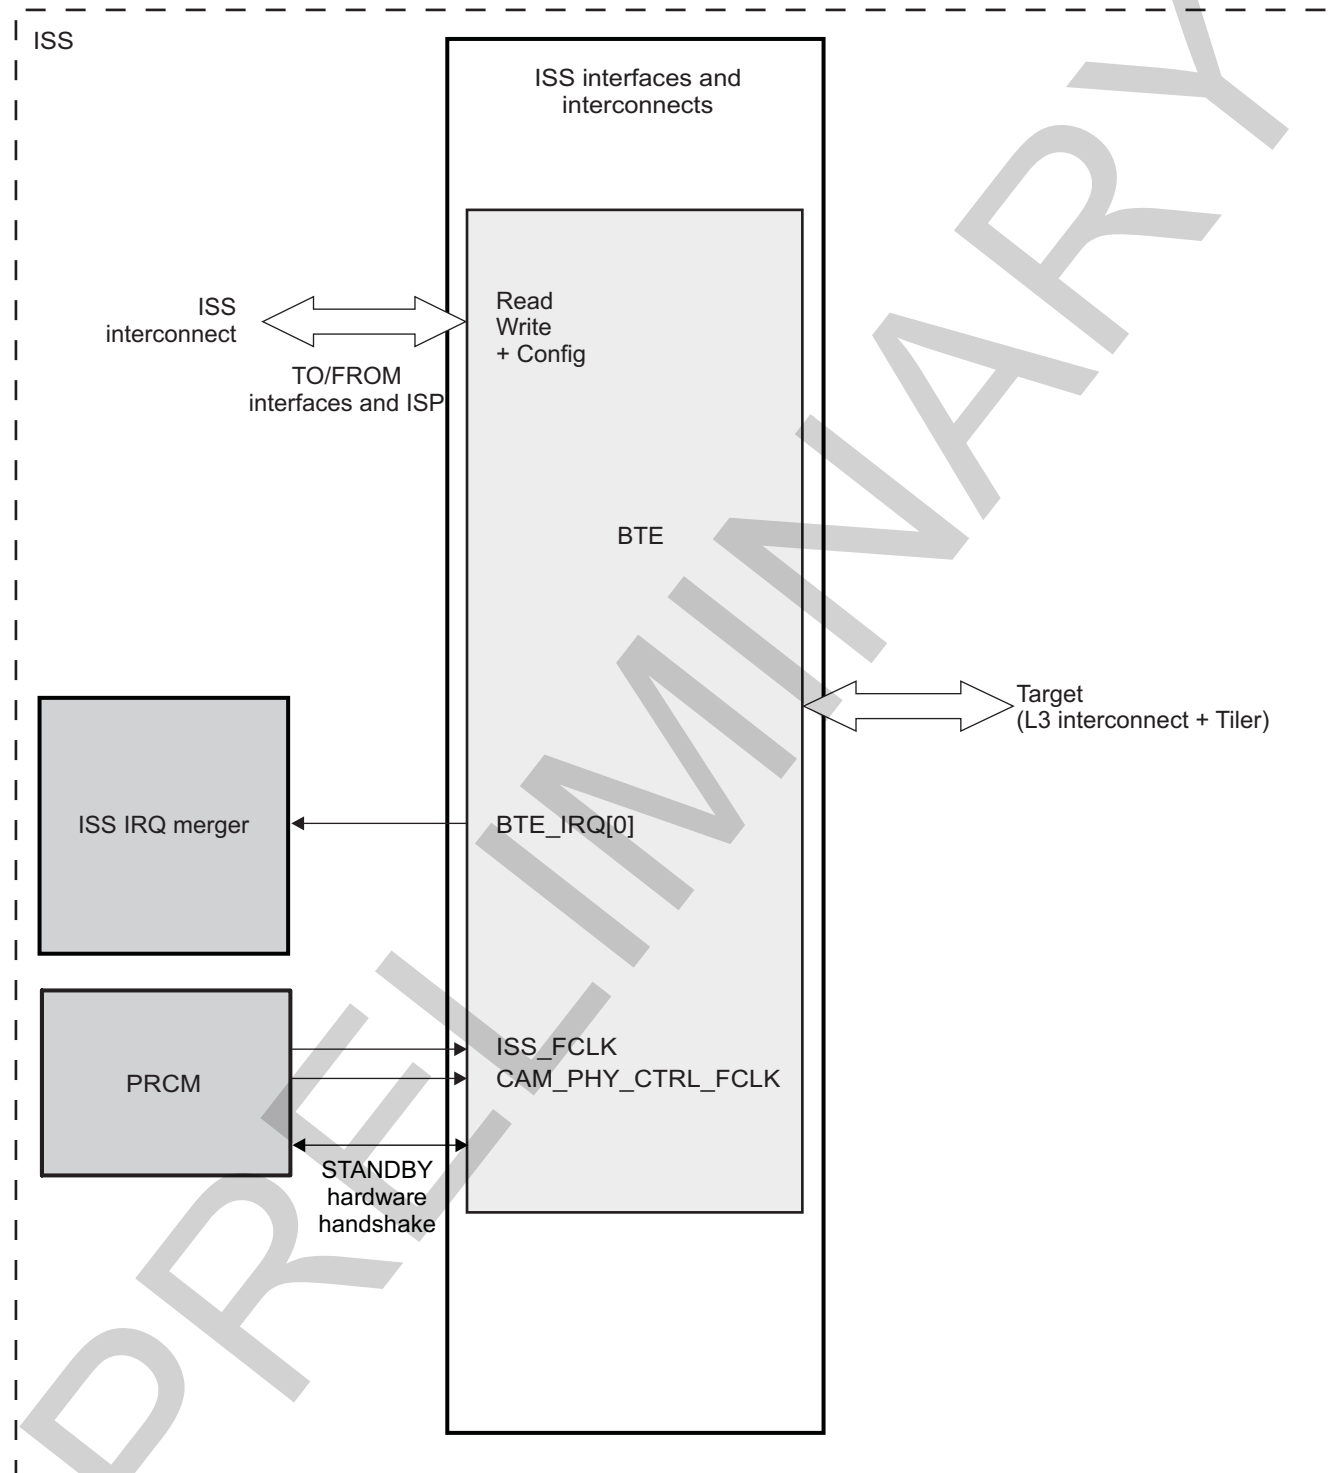 ISS
ISS interfaces and
interconnects
ISS
interconnect
Read
Write
+ Config
TO/FROM
interfaces and ISP
BTE
Target
(L3 interconnect + Tiler)
ISS IRQ merger
BTE_IRQ[0]
PRCM
ISS_FCLK
CAM_PHY_CTRL_FCLK
STANDBY
hardware
handshake
PRELIMINARY